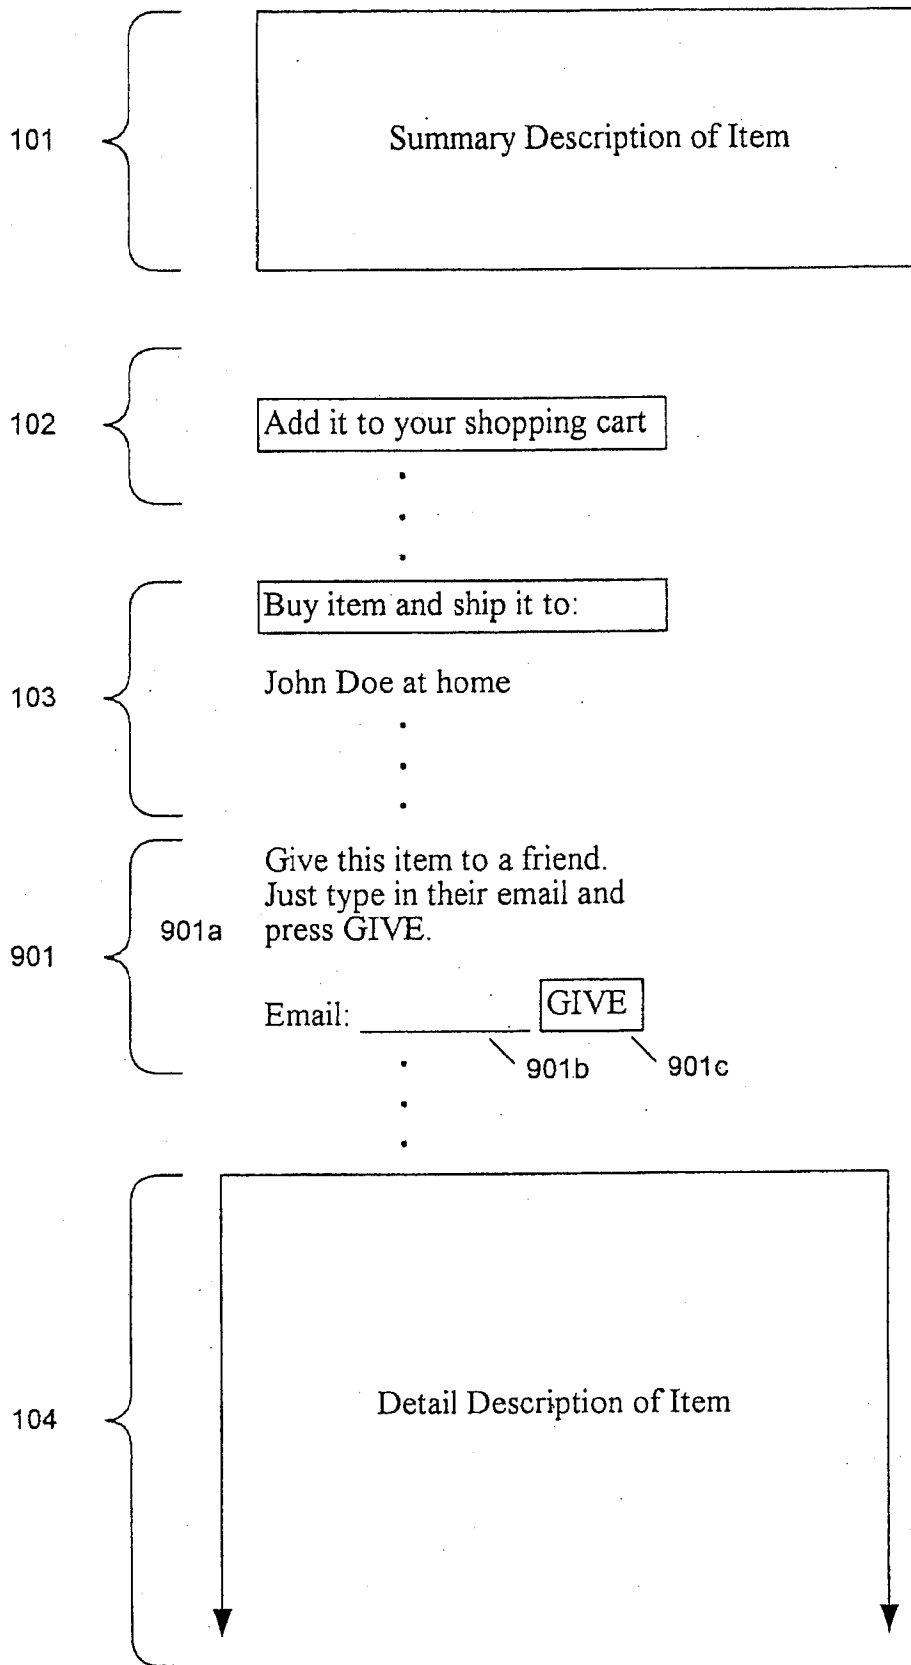 101
Summary Description of Item
102
Add it to your shopping cart
103
Buy item and ship it to:
John Doe at home
901
901a
Give this item to a friend.
Just type in their email and
press GIVE.
Email: GIVE
901b
901c
104
Detail Description of Item